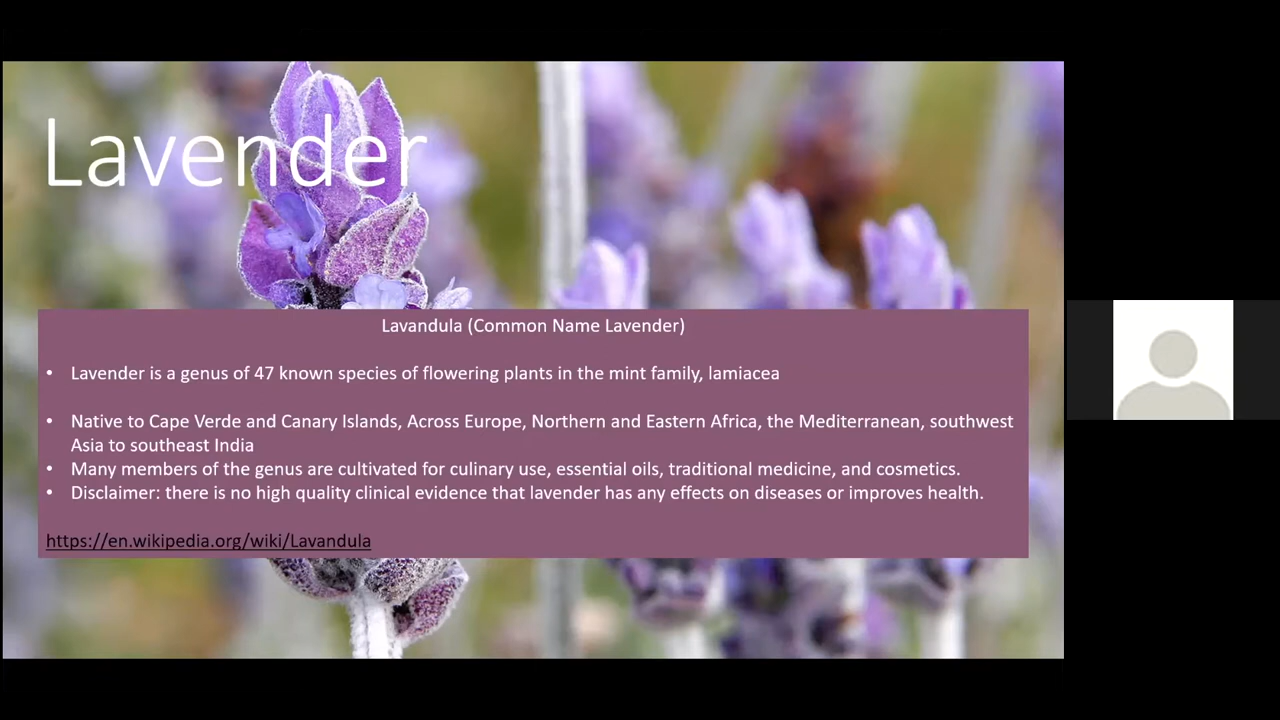 Lavender
Lavandula (Common Name Lavender)
• Lavender is a genus of 47 known species of flowering plants in the mint family, lamiacea
• Native to Cape Verde and Canary Islands, Across Europe, Northern and Eastern Africa, the Mediterranean, southwest
Asia to southeast India
• Many members of the genus are cultivated for culinary use, essential oils, traditional medicine, and cosmetics.
• Disclaimer: there is no high quality clinical evidence that lavender has any effects on diseases or improves health.
https://en.wikipedia.org/wiki/Lavandula